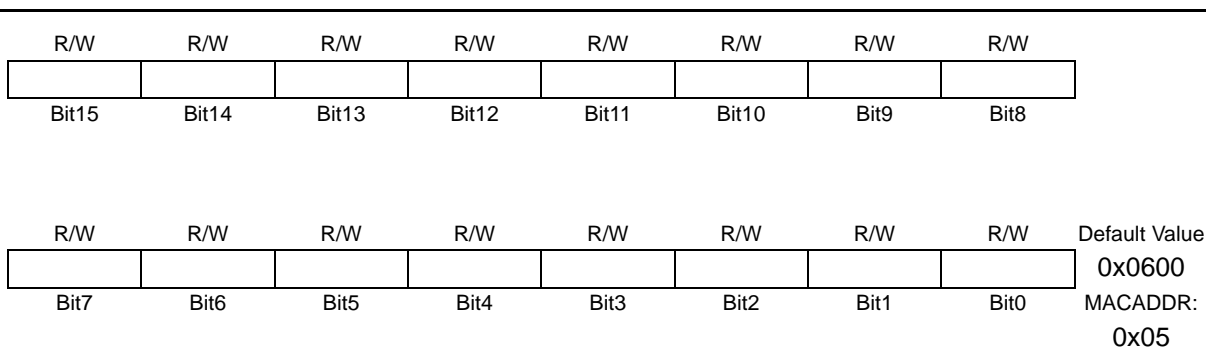 R/W R/W R/W R/W R/W R/W R/W R/W
Bit15 Bit14 Bit13 Bit12 Bit11 Bit10 Bit9 Bit8
R/W R/W R/W R/W R/W R/W R/W R/W Default Value
0x0600
Bit7 Bit6 Bit5 Bit4 Bit3 Bit2 Bit1 Bit0 MACADDR:
0x05